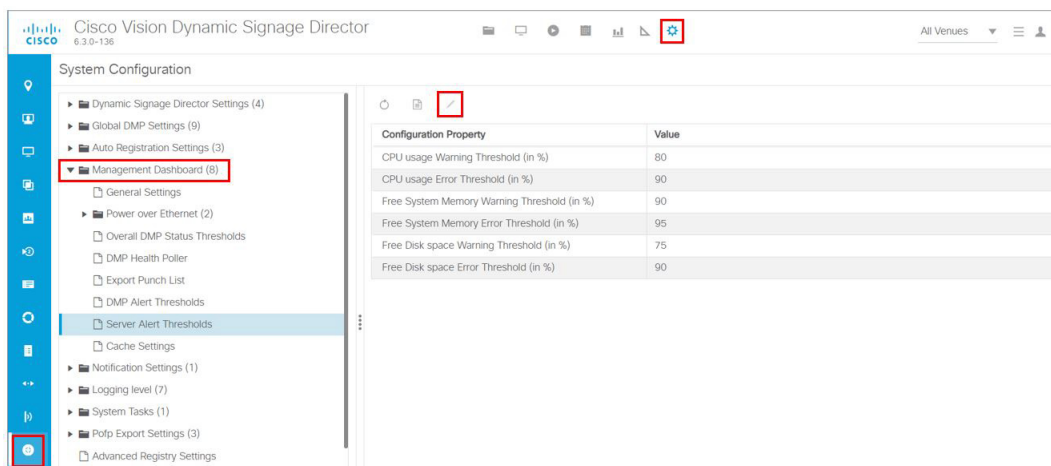 CISCO
Cisco Vision Dynamic Signage Director
6.3.0-136
All Venues
System Configuration
Dynamic Signage Director Settings (4)
Global DMP Settings (9)
Auto Registration Settings (3)
Management Dashboard (8)
General Settings
Power over Ethernet (2)
Overall DMP Status Thresholds
DMP Health Poller
Export Punch List
DMP Alert Thresholds
Server Alert Thresholds
Cache Settings
Notification Settings (1)
Logging level (7)
System Tasks (1)
Pofp Export Settings (3)
Advanced Registry Settings
Configuration Property Value
CPU usage Warning Threshold (in %) 80
CPU usage Error Threshold (in %) 90
Free System Memory Warning Threshold (in %) 90
Free System Memory Error Threshold (in %) 95
Free Disk space Warning Threshold (in %) 75
Free Disk space Error Threshold (in %) 90